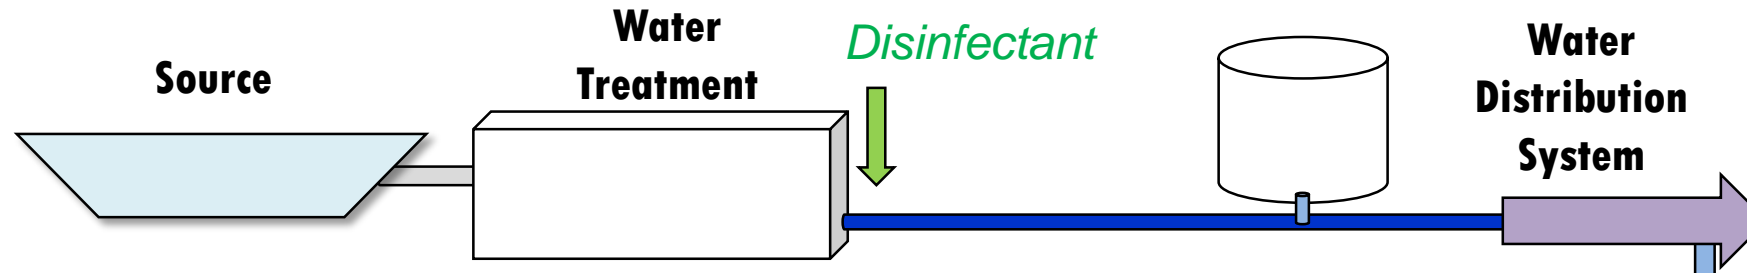 Source
Water
Treatment
Disinfectant
Water
Distribution
System